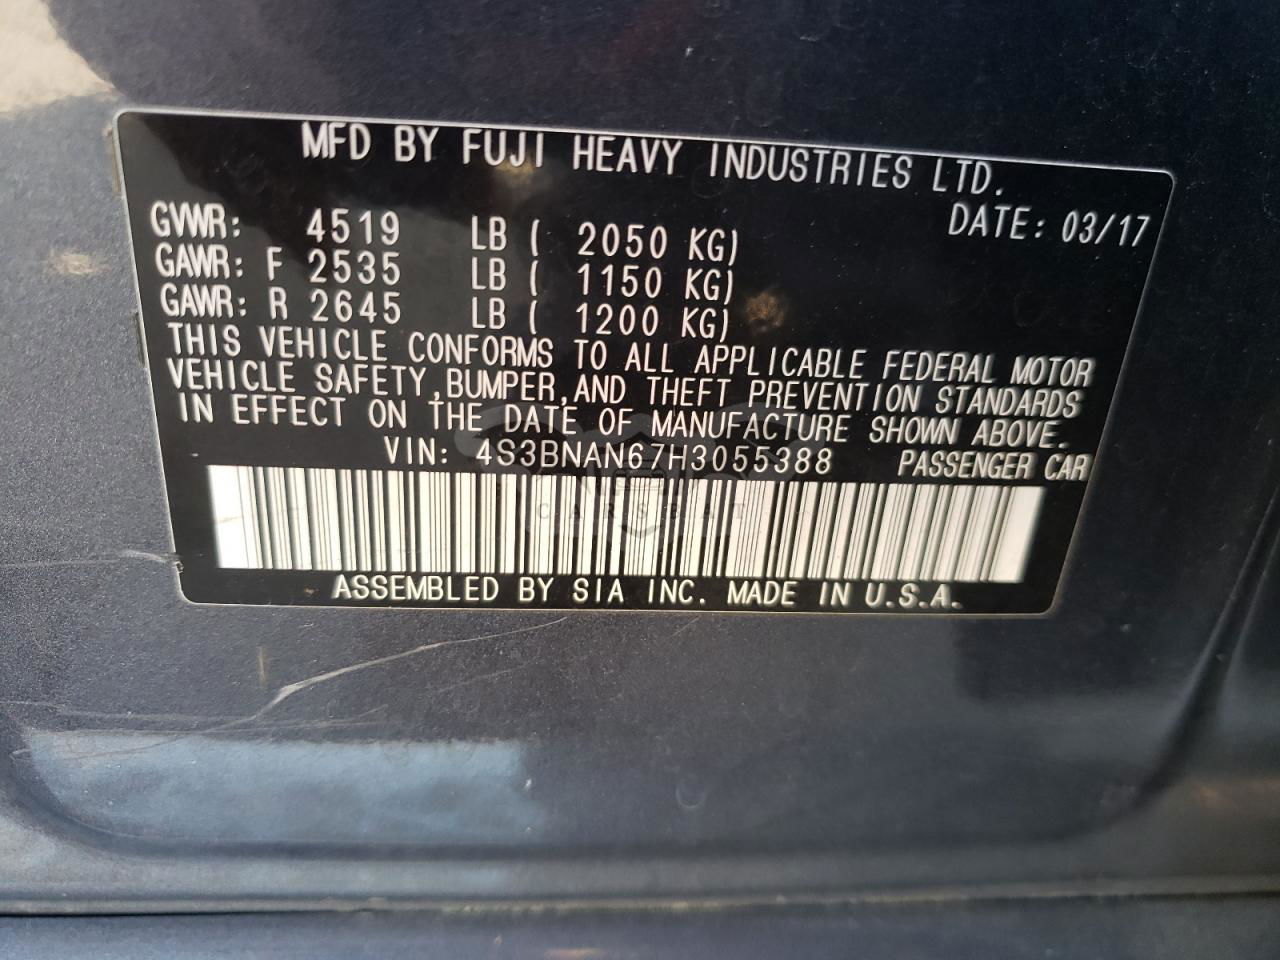 MFD BY FUJI HEAVY INDUSTRIES LTD.
DATE: 03/17
GVWR: 4519 LB ( 2050 KG)
GAWR: F 2535 LB ( 1150 KG)
GAWR: R 2645 LB ( 1200 KG)
THIS VEHICLE CONFORMS TO ALL APPLICABLE FEDERAL MOTOR
VEHICLE SAFETY, BUMPER, AND THEFT PREVENTION STANDARDS
IN EFFECT ON THE DATE OF MANUFACTURE SHOWN ABOVE.
VIN: 4S3BNAN67H3055388 PASSENGER CAR
CARSBAT
ASSEMBLED BY SIA INC. MADE IN U.S.A.